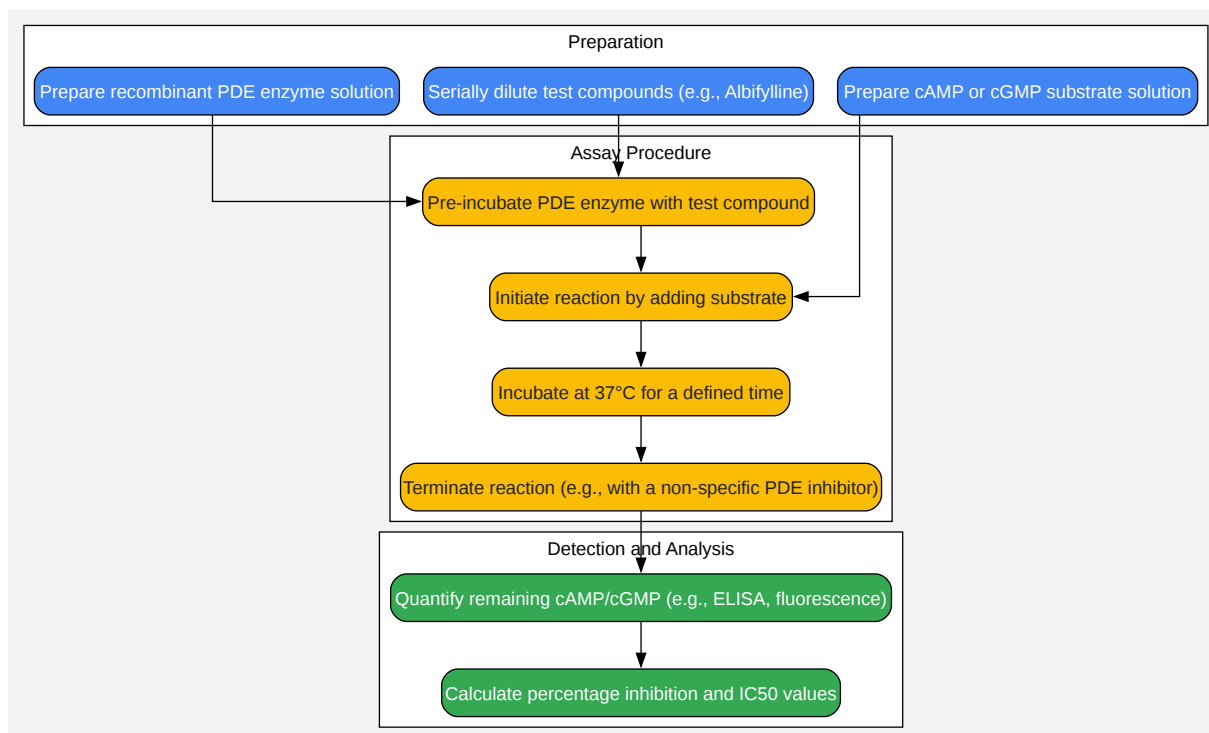 Preparation
Prepare recombinant PDE enzyme solution
Serially dilute test compounds (e.g., Albifylline)
Prepare cAMP or cGMP substrate solution
Assay Procedure
Pre-incubate PDE enzyme with test compound
Initiate reaction by adding substrate
Incubate at 37°C for a defined time
Terminate reaction (e.g., with a non-specific PDE inhibitor)
Detection and Analysis
Quantify remaining cAMP/cGMP (e.g., ELISA, fluorescence)
Calculate percentage inhibition and IC50 values